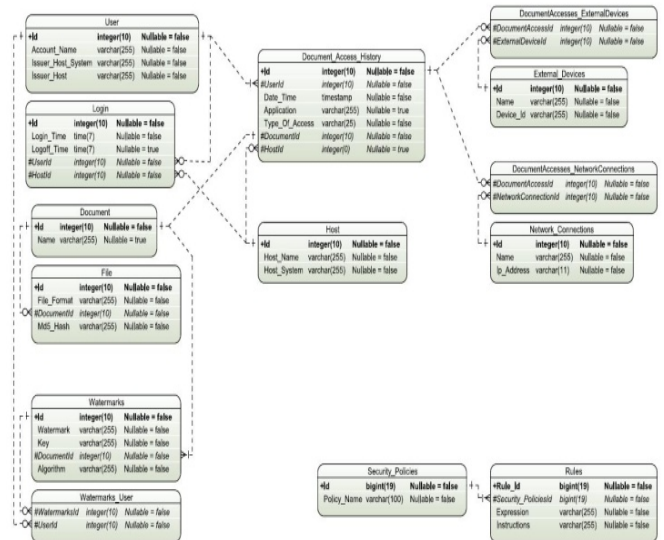 User
+Id integer(10) Nullable = false
Account_Name varchar(255) Nullable = false
Issuer_Host_System varchar(255) Nullable = false
Issuer_Host varchar(255) Nullable = false
Login
+Id integer(10) Nullable = false
Login_Time time(7) Nullable = false
Logoff_Time time(7) Nullable = true
#UserId integer(10) Nullable = false
#HostId integer(10) Nullable = false
Document
+Id integer(10) Nullable = false
Name varchar(255) Nullable = true
File
+Id integer(10) Nullable = false
File_Format varchar(255) Nullable = false
#DocumentId integer(10) Nullable = false
Md5_Hash varchar(255) Nullable = false
Watermarks
+Id integer(10) Nullable = false
Watermark varchar(255) Nullable = false
Key varchar(255) Nullable = false
#DocumentId integer(10) Nullable = false
Algorithm varchar(255) Nullable = false
Watermarks_User
#WatermarksId integer(10) Nullable = false
#UserId integer(10) Nullable = false
Document_Access_History
+Id integer(10) Nullable = false
#UserId integer(10) Nullable = false
Date_Time timestamp Nullable = false
Application varchar(255) Nullable = true
Type_Of_Access varchar(25) Nullable = false
#DocumentId integer(10) Nullable = false
#HostId integer(0) Nullable = true
Host
+Id integer(10) Nullable = false
Host_Name varchar(255) Nullable = false
Host_System varchar(255) Nullable = false
DocumentAccesses_ExternalDevices
#DocumentAccessId integer(10) Nullable = false
#ExternalDeviceId integer(10) Nullable = false
External_Devices
+Id integer(10) Nullable = false
Name varchar(255) Nullable = false
Device_Id varchar(255) Nullable = false
DocumentAccesses_NetworkConnections
#DocumentAccessId integer(10) Nullable = false
#NetworkConnectionId integer(10) Nullable = false
Network_Connections
+Id integer(10) Nullable = false
Name varchar(255) Nullable = false
Ip_Address varchar(11) Nullable = false
Security_Policies
+Id bigint(19) Nullable = false
Policy_Name varchar(100) Nullable = false
Rules
+Rule_Id bigint(19) Nullable = false
#Security_PoliciesId bigint(19) Nullable = false
Expression varchar(255) Nullable = false
Instructions varchar(255) Nullable = false